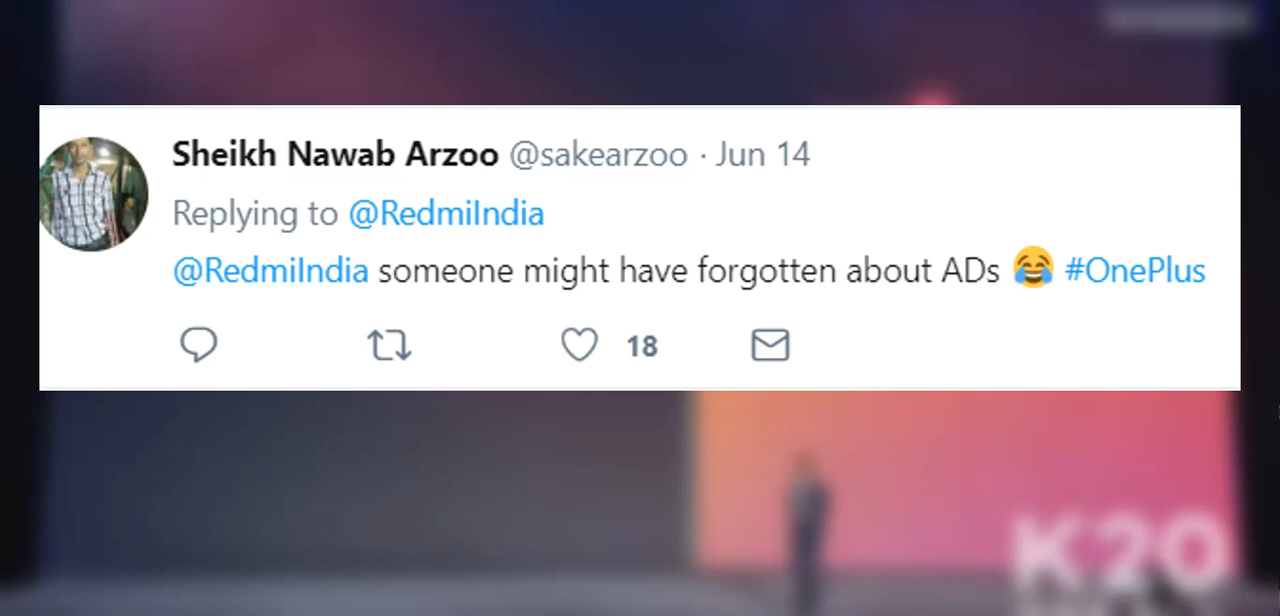 Sheikh Nawab Arzoo @sakearzoo · Jun 14
Replying to @RedmiIndia
@RedmiIndia someone might have forgotten about ADs 😂 #OnePlus
18
K20